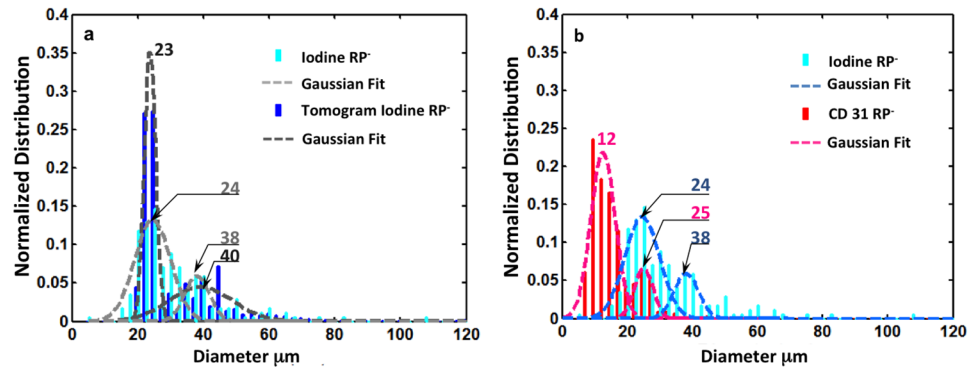 a
Normalized Distribution
0.4
0.35
0.3
0.25
0.2
0.15
0.1
0.05
0
0
20
40
60
80
100
120
Diameter μm
23
24
38
40
Iodine RP-
Gaussian Fit
Tomogram Iodine RP-
Gaussian Fit
b
Normalized Distribution
0.4
0.35
0.3
0.25
0.2
0.15
0.1
0.05
0
0
20
40
60
80
100
120
Diameter μm
12
24
25
38
Iodine RP-
Gaussian Fit
CD 31 RP-
Gaussian Fit